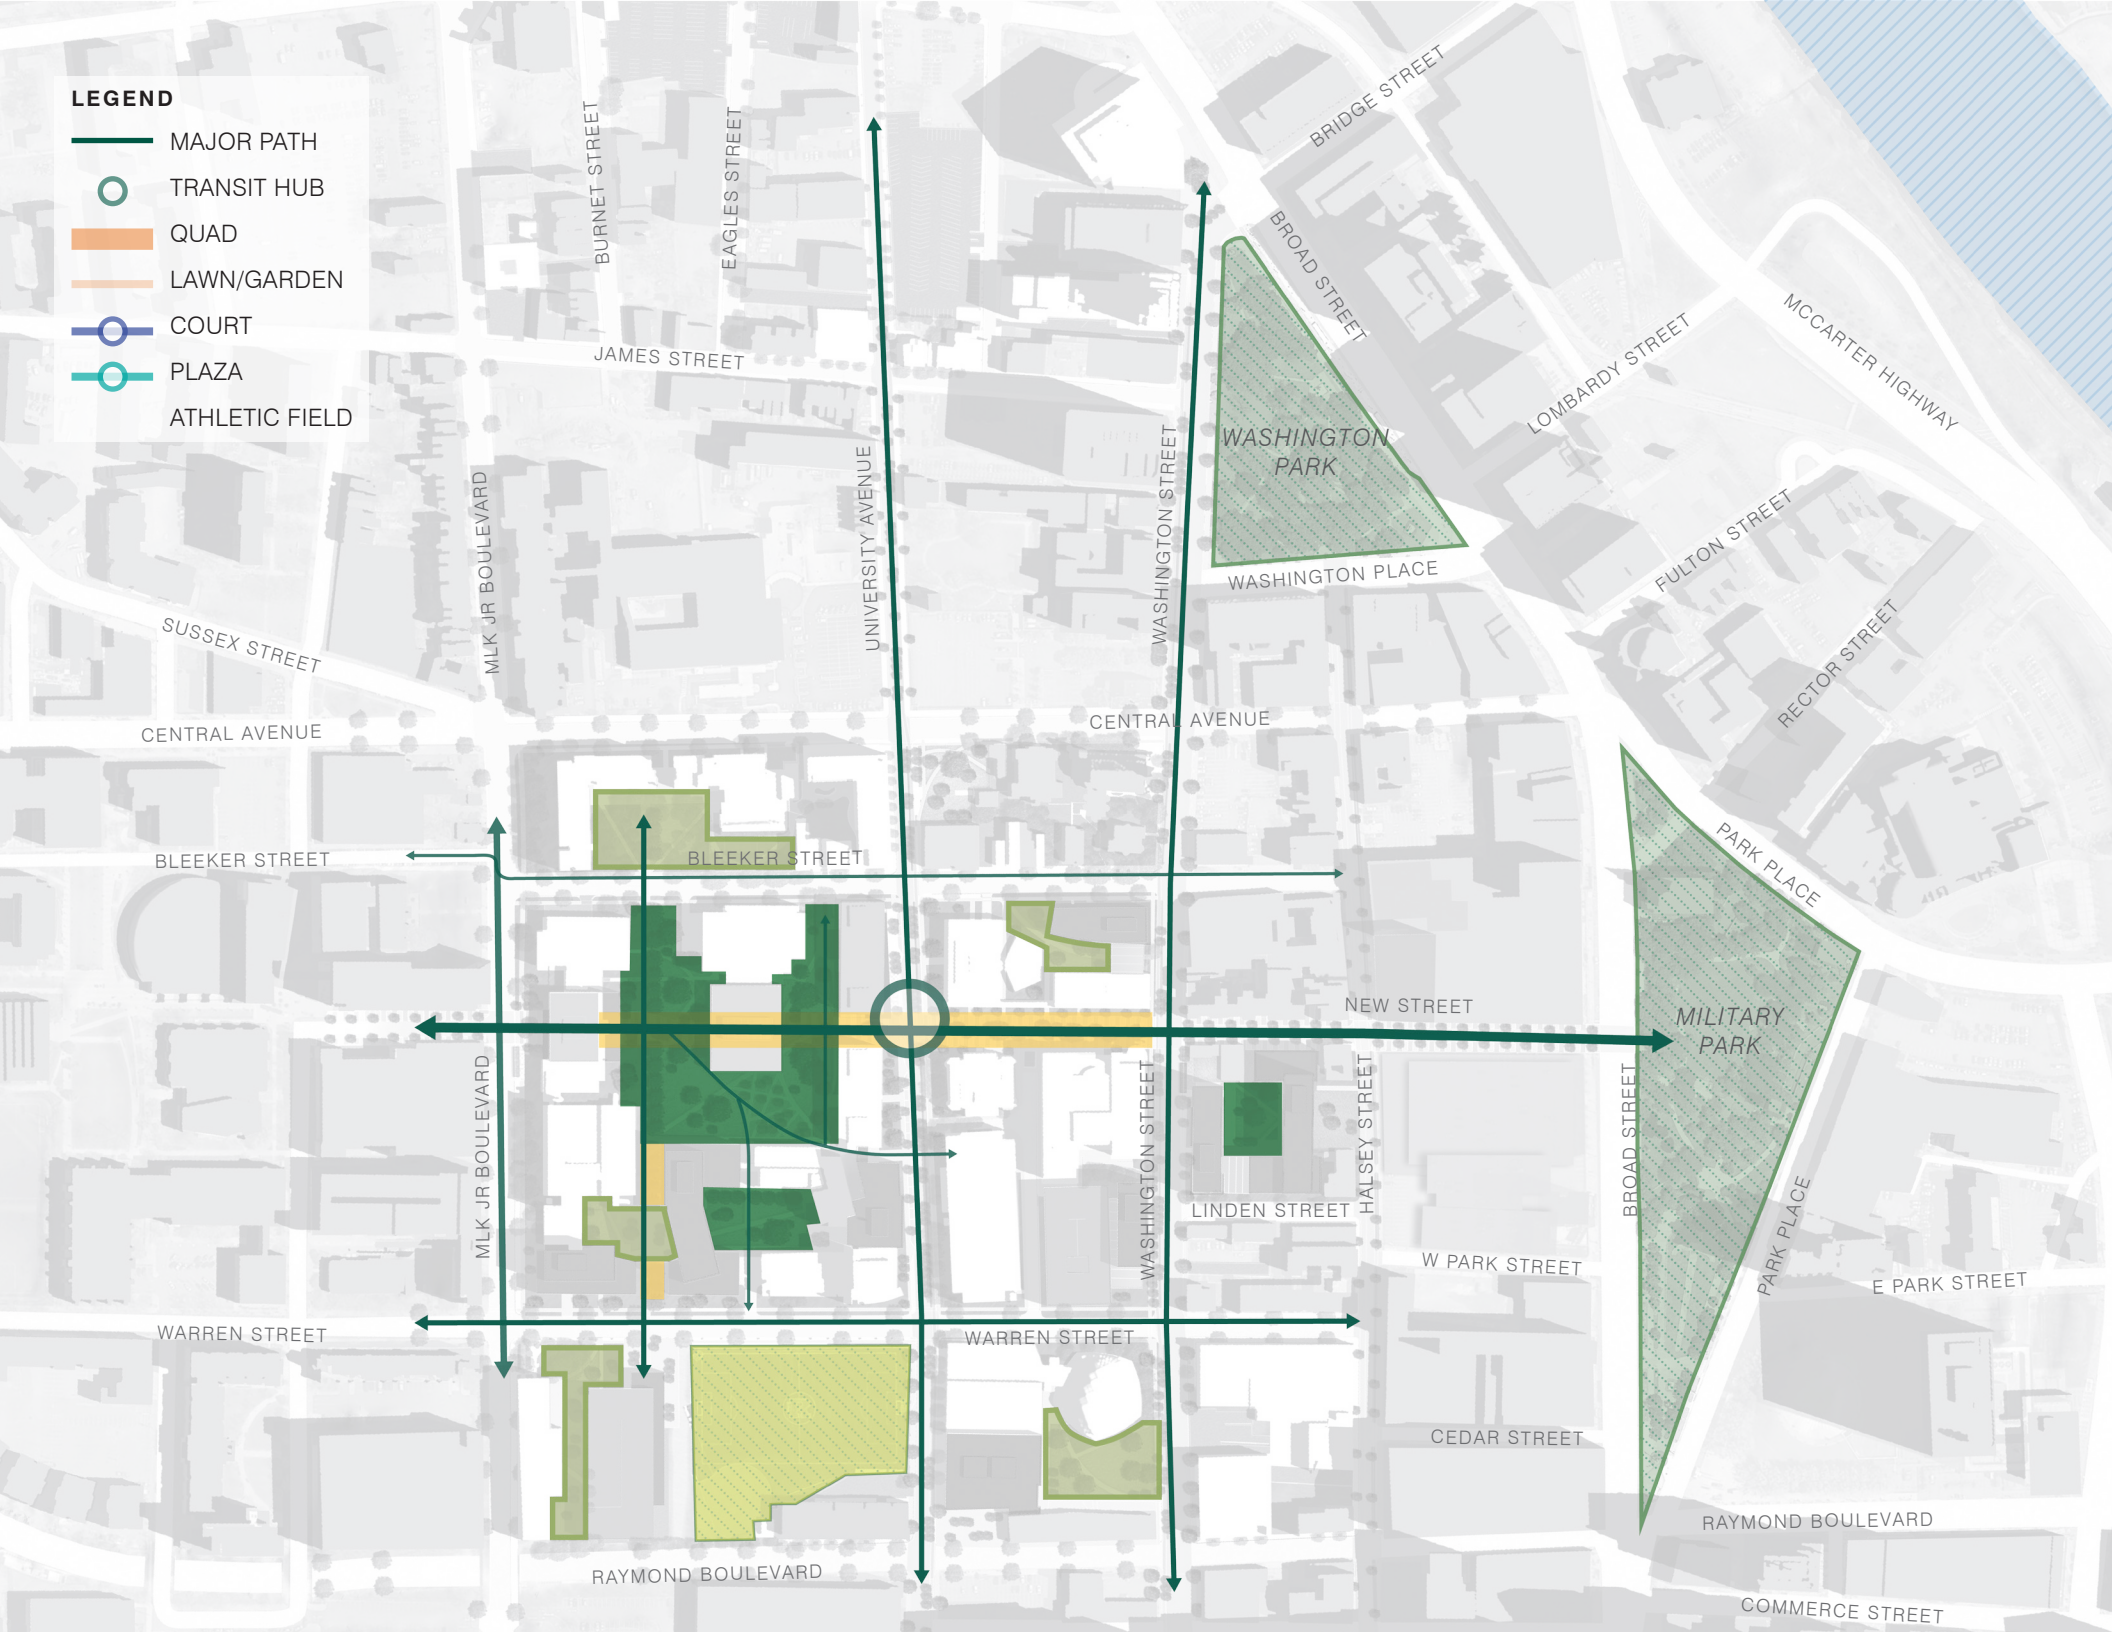 LEGEND
MAJOR PATH
TRANSIT HUB
QUAD
LAWN/GARDEN
COURT
PLAZA
ATHLETIC FIELD
BRIDGE STREET
BURNET STREET
EAGLES STREET
BROAD STREET
MCCARTER HIGHWAY
LOMBARDY STREET
JAMES STREET
WASHINGTON
PARK
UNIVERSITY AVENUE
WASHINGTON STREET
MLK JR BOULEVARD
FULTON STREET
WASHINGTON PLACE
RECTOR STREET
SUSSEX STREET
CENTRAL AVENUE
CENTRAL AVENUE
PARK PLACE
BLEEKER STREET
BLEEKER STREET
NEW STREET
MILITARY
PARK
MLK JR BOULEVARD
WASHINGTON STREET
HALSEY STREET
BROAD STREET
LINDEN STREET
PARK PLACE
W PARK STREET
E PARK STREET
WARREN STREET
WARREN STREET
CEDAR STREET
RAYMOND BOULEVARD
RAYMOND BOULEVARD
COMMERCE STREET